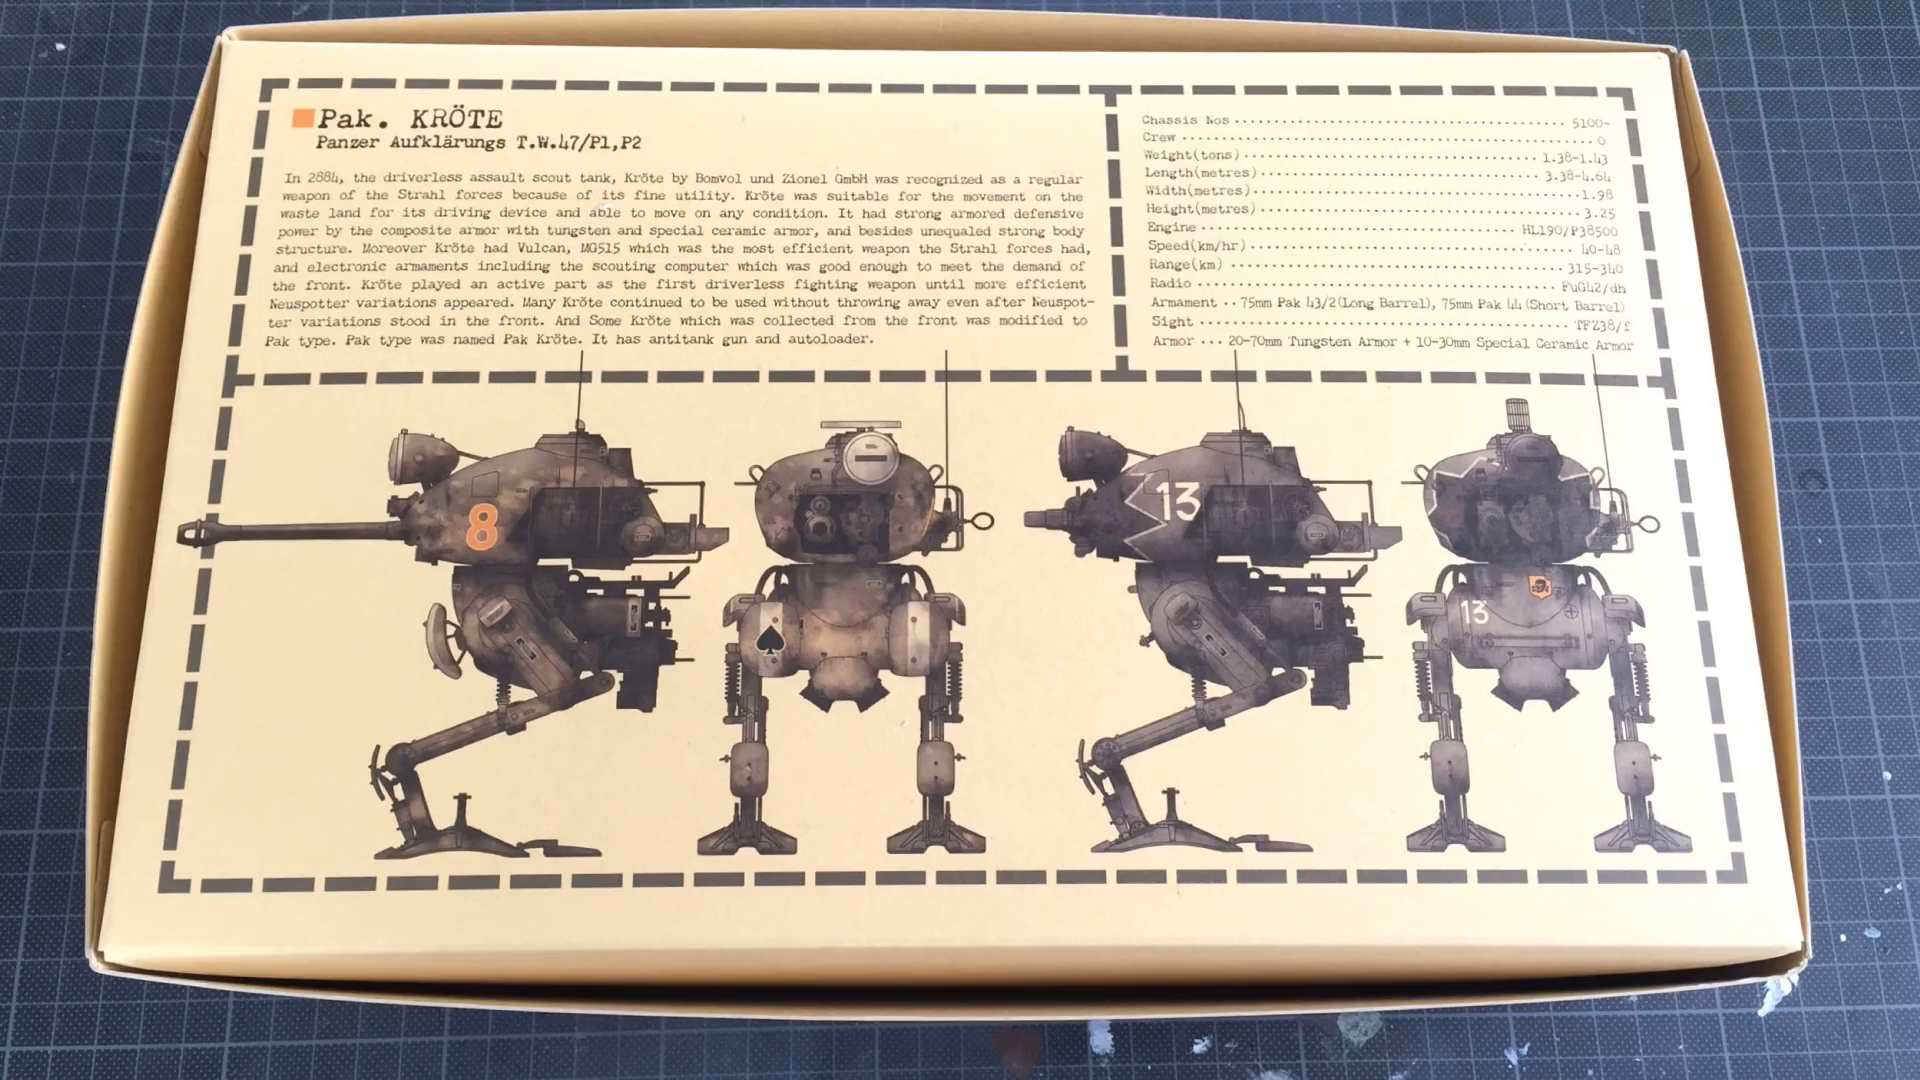 Pak. KRÖTE
Panzer Aufklärungs T.W.47/P1,P2
In 2884, the driverless assault scout tank, Kröte by Bomvol und Zionel GmbH was recognized as a regular
weapon of the Strahl forces because of its fine utility. Kröte was suitable for the movement on the
waste land for its driving device and able to move on any condition. It had strong armored defensive
power by the composite armor with tungsten and special ceramic armor, and besides unequaled strong body
structure. Moreover Kröte had Vulcan, MG515 which was the most efficient weapon the Strahl forces had,
and electronic armaments including the scouting computer which was good enough to meet the demand of
the front. Kröte played an active part as the first driverless fighting weapon until more efficient
Neuspotter variations appeared. Many Kröte continued to be used without throwing away even after Neuspot-
ter variations stood in the front. And Some Kröte which was collected from the front was modified to
Pak type. Pak type was named Pak Kröte. It has antitank gun and autoloader.
Chassis Nos 5100-
Crew 0
Weight(tons) 1.38-1.43
Length(metres) 3.38-4.64
Width(metres) 1.98
Height(metres) 3.25
Engine HL190/P38500
Speed(km/hr) 40-48
Range(km) 315-340
Radio FuG42/dh
Armament 75mm Pak 43/2(Long Barrel), 75mm Pak 44(Short Barrel)
Sight TFZ38/f
Armor 20-70mm Tungsten Armor + 10-30mm Special Ceramic Armor
8
13
13